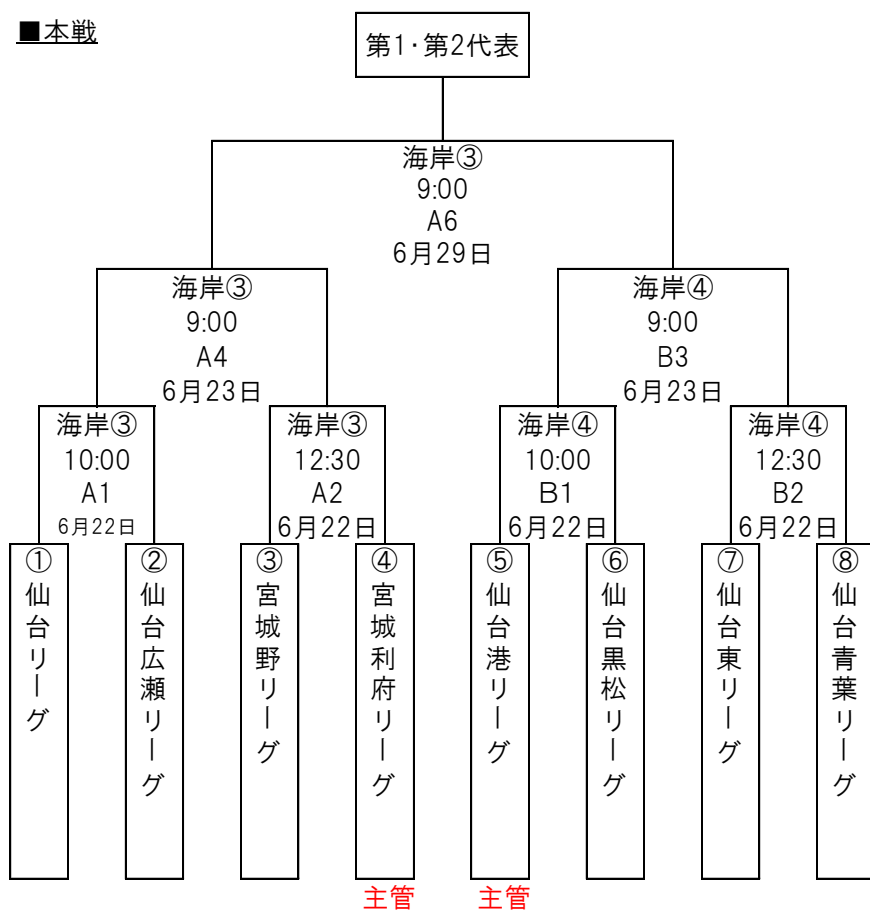 ■本戦
第1・第2代表
海岸③
9:00
A6
6月29日
海岸③
9:00
A4
6月23日
海岸④
9:00
B3
6月23日
海岸③
10:00
A1
6月22日
海岸③
12:30
A2
6月22日
海岸④
10:00
B1
6月22日
海岸④
12:30
B2
6月22日
①仙台リーグ
②仙台広瀬リーグ
③宮城野リーグ
④宮城利府リーグ
⑤仙台港リーグ
⑥仙台黒松リーグ
⑦仙台東リーグ
⑧仙台青葉リーグ
主管
主管